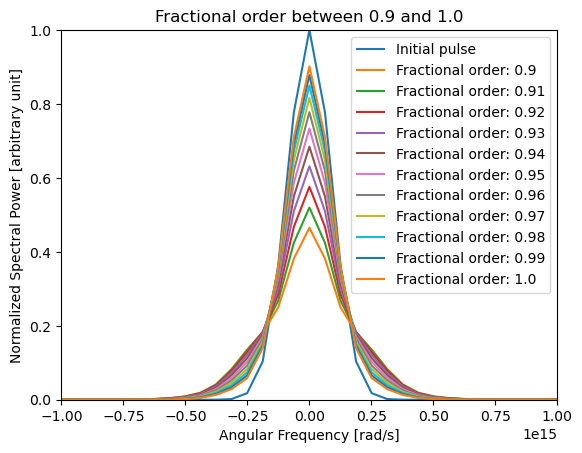 Fractional order between 0.9 and 1.0
Normalized Spectral Power [arbitrary unit]
1.0
0.8
0.6
0.4
0.2
0.0
Initial pulse
Fractional order: 0.9
Fractional order: 0.91
Fractional order: 0.92
Fractional order: 0.93
Fractional order: 0.94
Fractional order: 0.95
Fractional order: 0.96
Fractional order: 0.97
Fractional order: 0.98
Fractional order: 0.99
Fractional order: 1.0
−1.00 −0.75 −0.50 −0.25 0.00 0.25 0.50 0.75 1.00
Angular Frequency [rad/s]
1e15